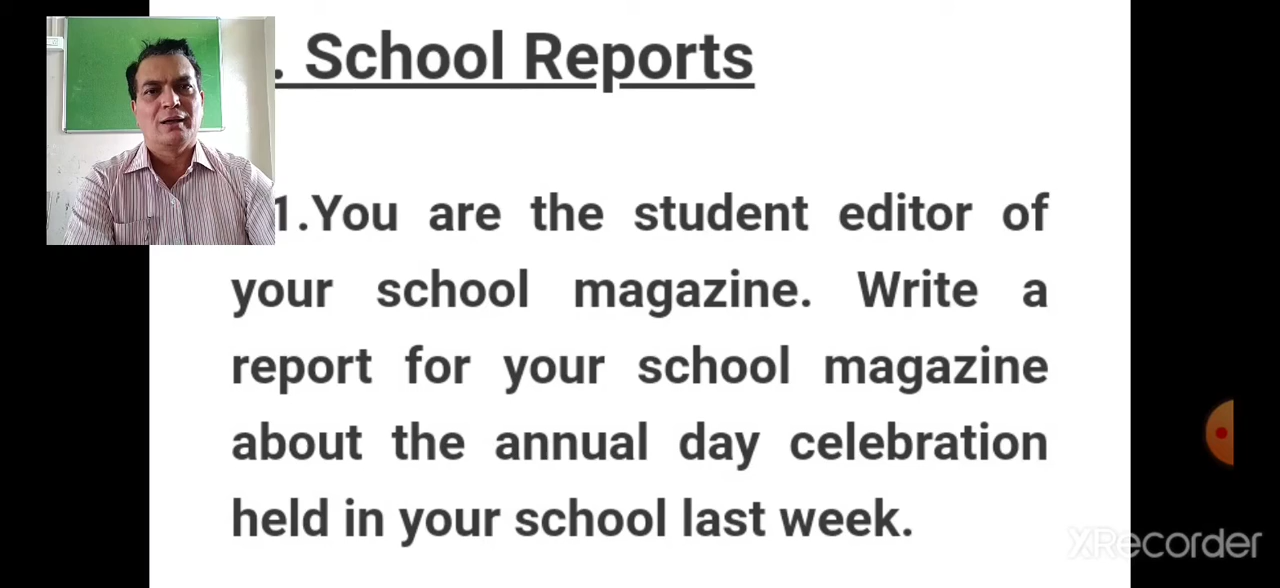 . School Reports
1.You are the student editor of
your school magazine. Write a
report for your school magazine
about the annual day celebration
held in your school last week.
XRecorder